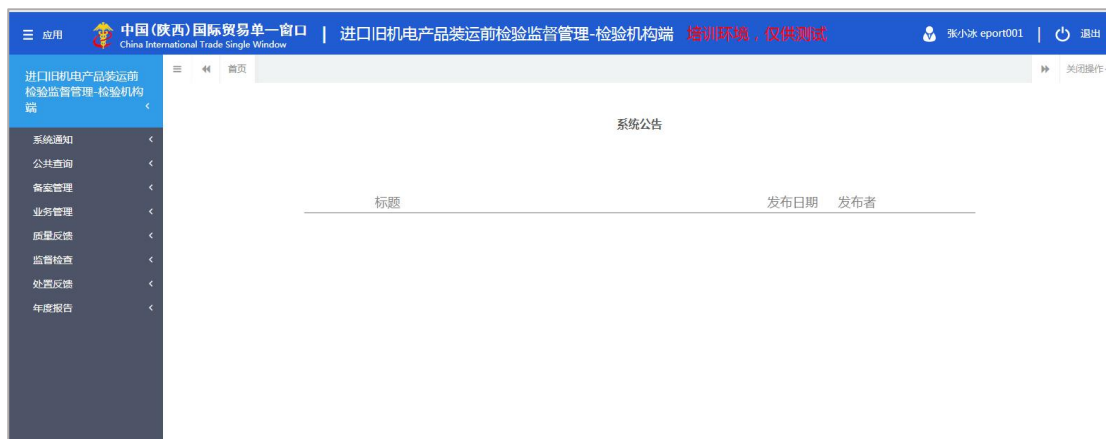 应用
中国(陕西)国际贸易单一窗口 | 进口旧机电产品装运前检验监督管理-检验机构端 培训环境，仅供测试
China International Trade Single Window
张小冰 eport001 | 退出
进口旧机电产品装运前
检验监督管理-检验机构
端
首页
关闭操作
系统通知
公共查询
备案管理
业务管理
质量反馈
监督检查
处置反馈
年度报告
系统公告
标题 发布日期 发布者